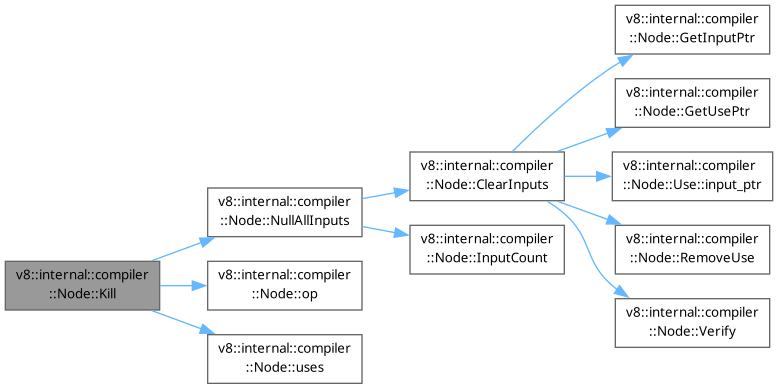 v8::internal::compiler
::Node::GetInputPtr
v8::internal::compiler
::Node::GetUsePtr
v8::internal::compiler
::Node::ClearInputs
v8::internal::compiler
::Node::Use::input_ptr
v8::internal::compiler
::Node::NullAllInputs
v8::internal::compiler
::Node::InputCount
v8::internal::compiler
::Node::RemoveUse
v8::internal::compiler
::Node::Kill
v8::internal::compiler
::Node::op
v8::internal::compiler
::Node::Verify
v8::internal::compiler
::Node::uses